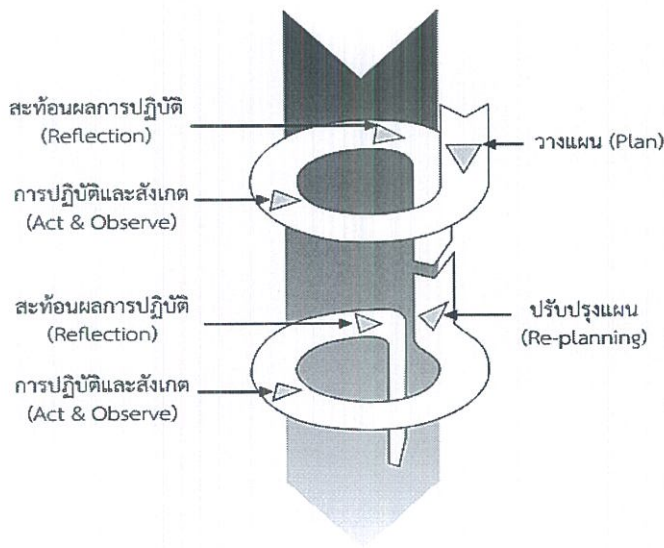 สะท้อนผลการปฏิบัติ
(Reflection)
วางแผน (Plan)
การปฏิบัติและสังเกต
(Act & Observe)
สะท้อนผลการปฏิบัติ
(Reflection)
ปรับปรุงแผน
(Re-planning)
การปฏิบัติและสังเกต
(Act & Observe)